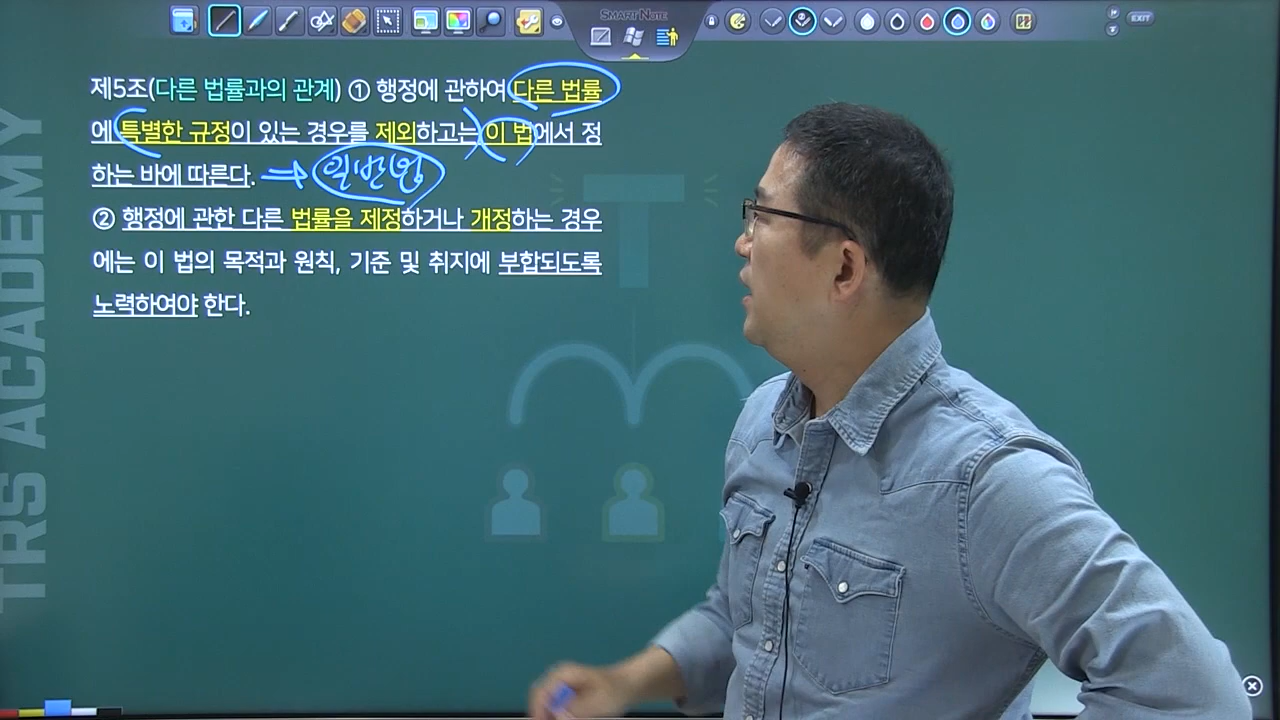 SMART NOTE
EXIT
제5조(다른 법률과의 관계) ① 행정에 관하여 다른 법률
에 특별한 규정이 있는 경우를 제외하고는 이 법에서 정
하는 바에 따른다. → 일반법
② 행정에 관한 다른 법률을 제정하거나 개정하는 경우
에는 이 법의 목적과 원칙, 기준 및 취지에 부합되도록
노력하여야 한다.
TRS ACADEMY